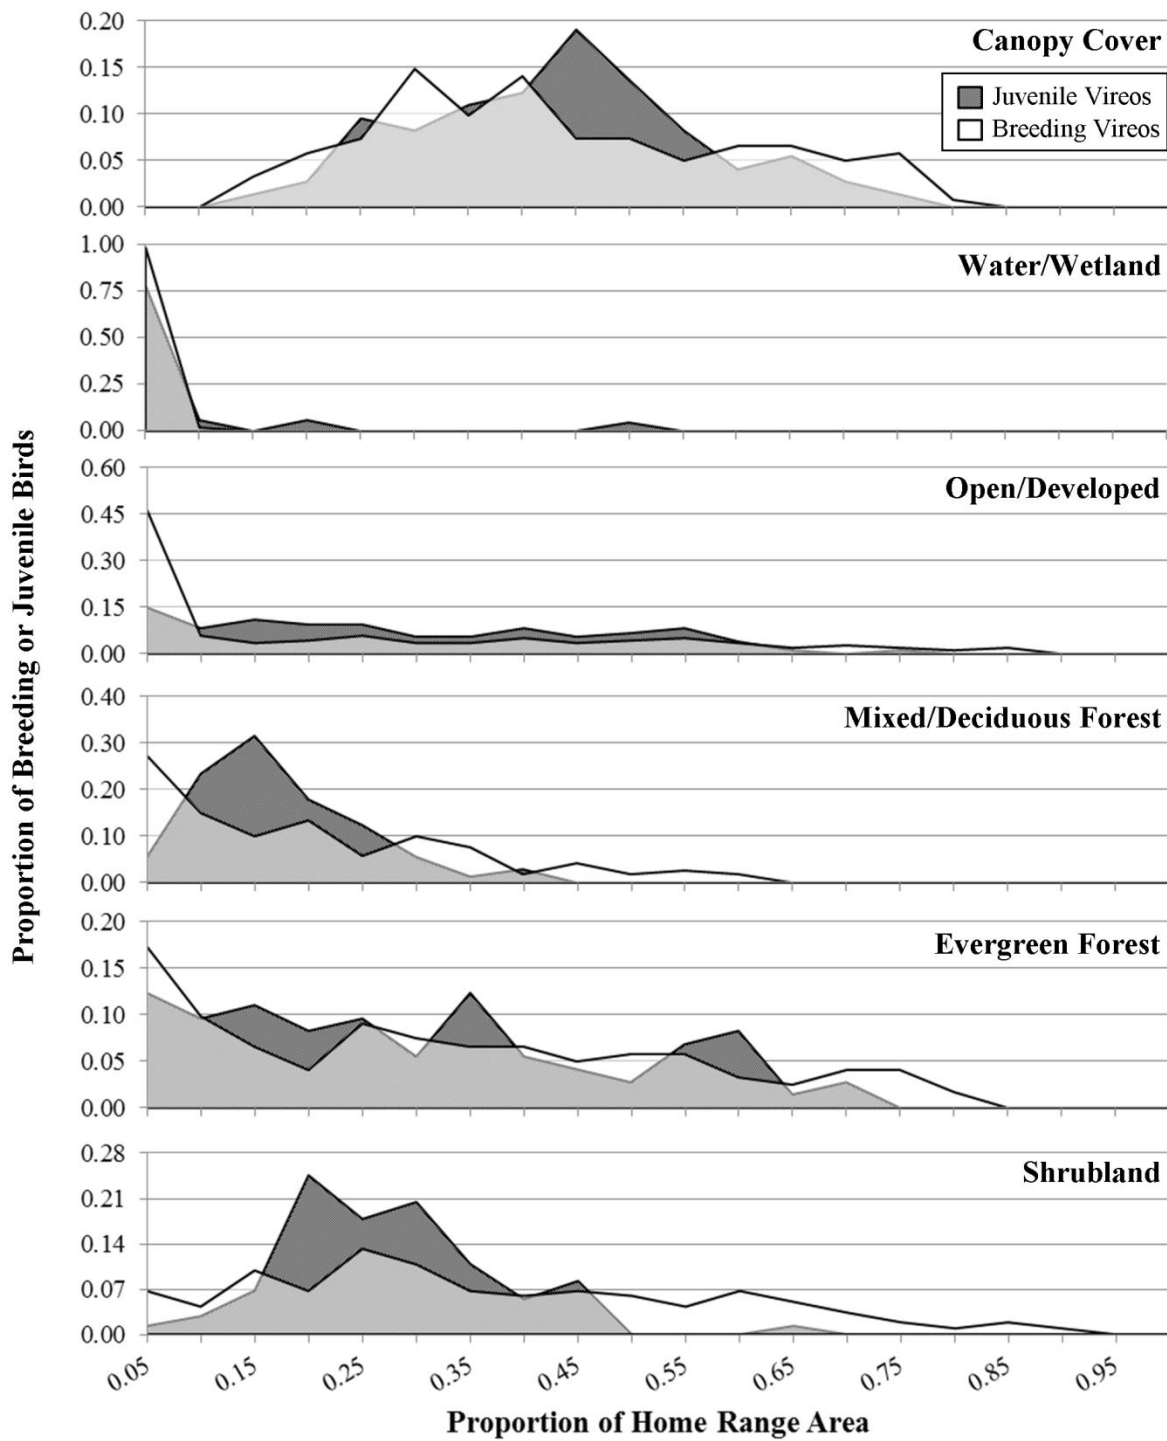 Proportion of Breeding or Juvenile Birds
Canopy Cover
Juvenile Vireos
Breeding Vireos
0.20
0.15
0.10
0.05
0.00
Water/Wetland
1.00
0.75
0.50
0.25
0.00
Open/Developed
0.60
0.45
0.30
0.15
0.00
Mixed/Deciduous Forest
0.40
0.30
0.20
0.10
0.00
Evergreen Forest
0.20
0.15
0.10
0.05
0.00
Shrubland
0.28
0.21
0.14
0.07
0.00
0.05 0.15 0.25 0.35 0.45 0.55 0.65 0.75 0.85 0.95
Proportion of Home Range Area